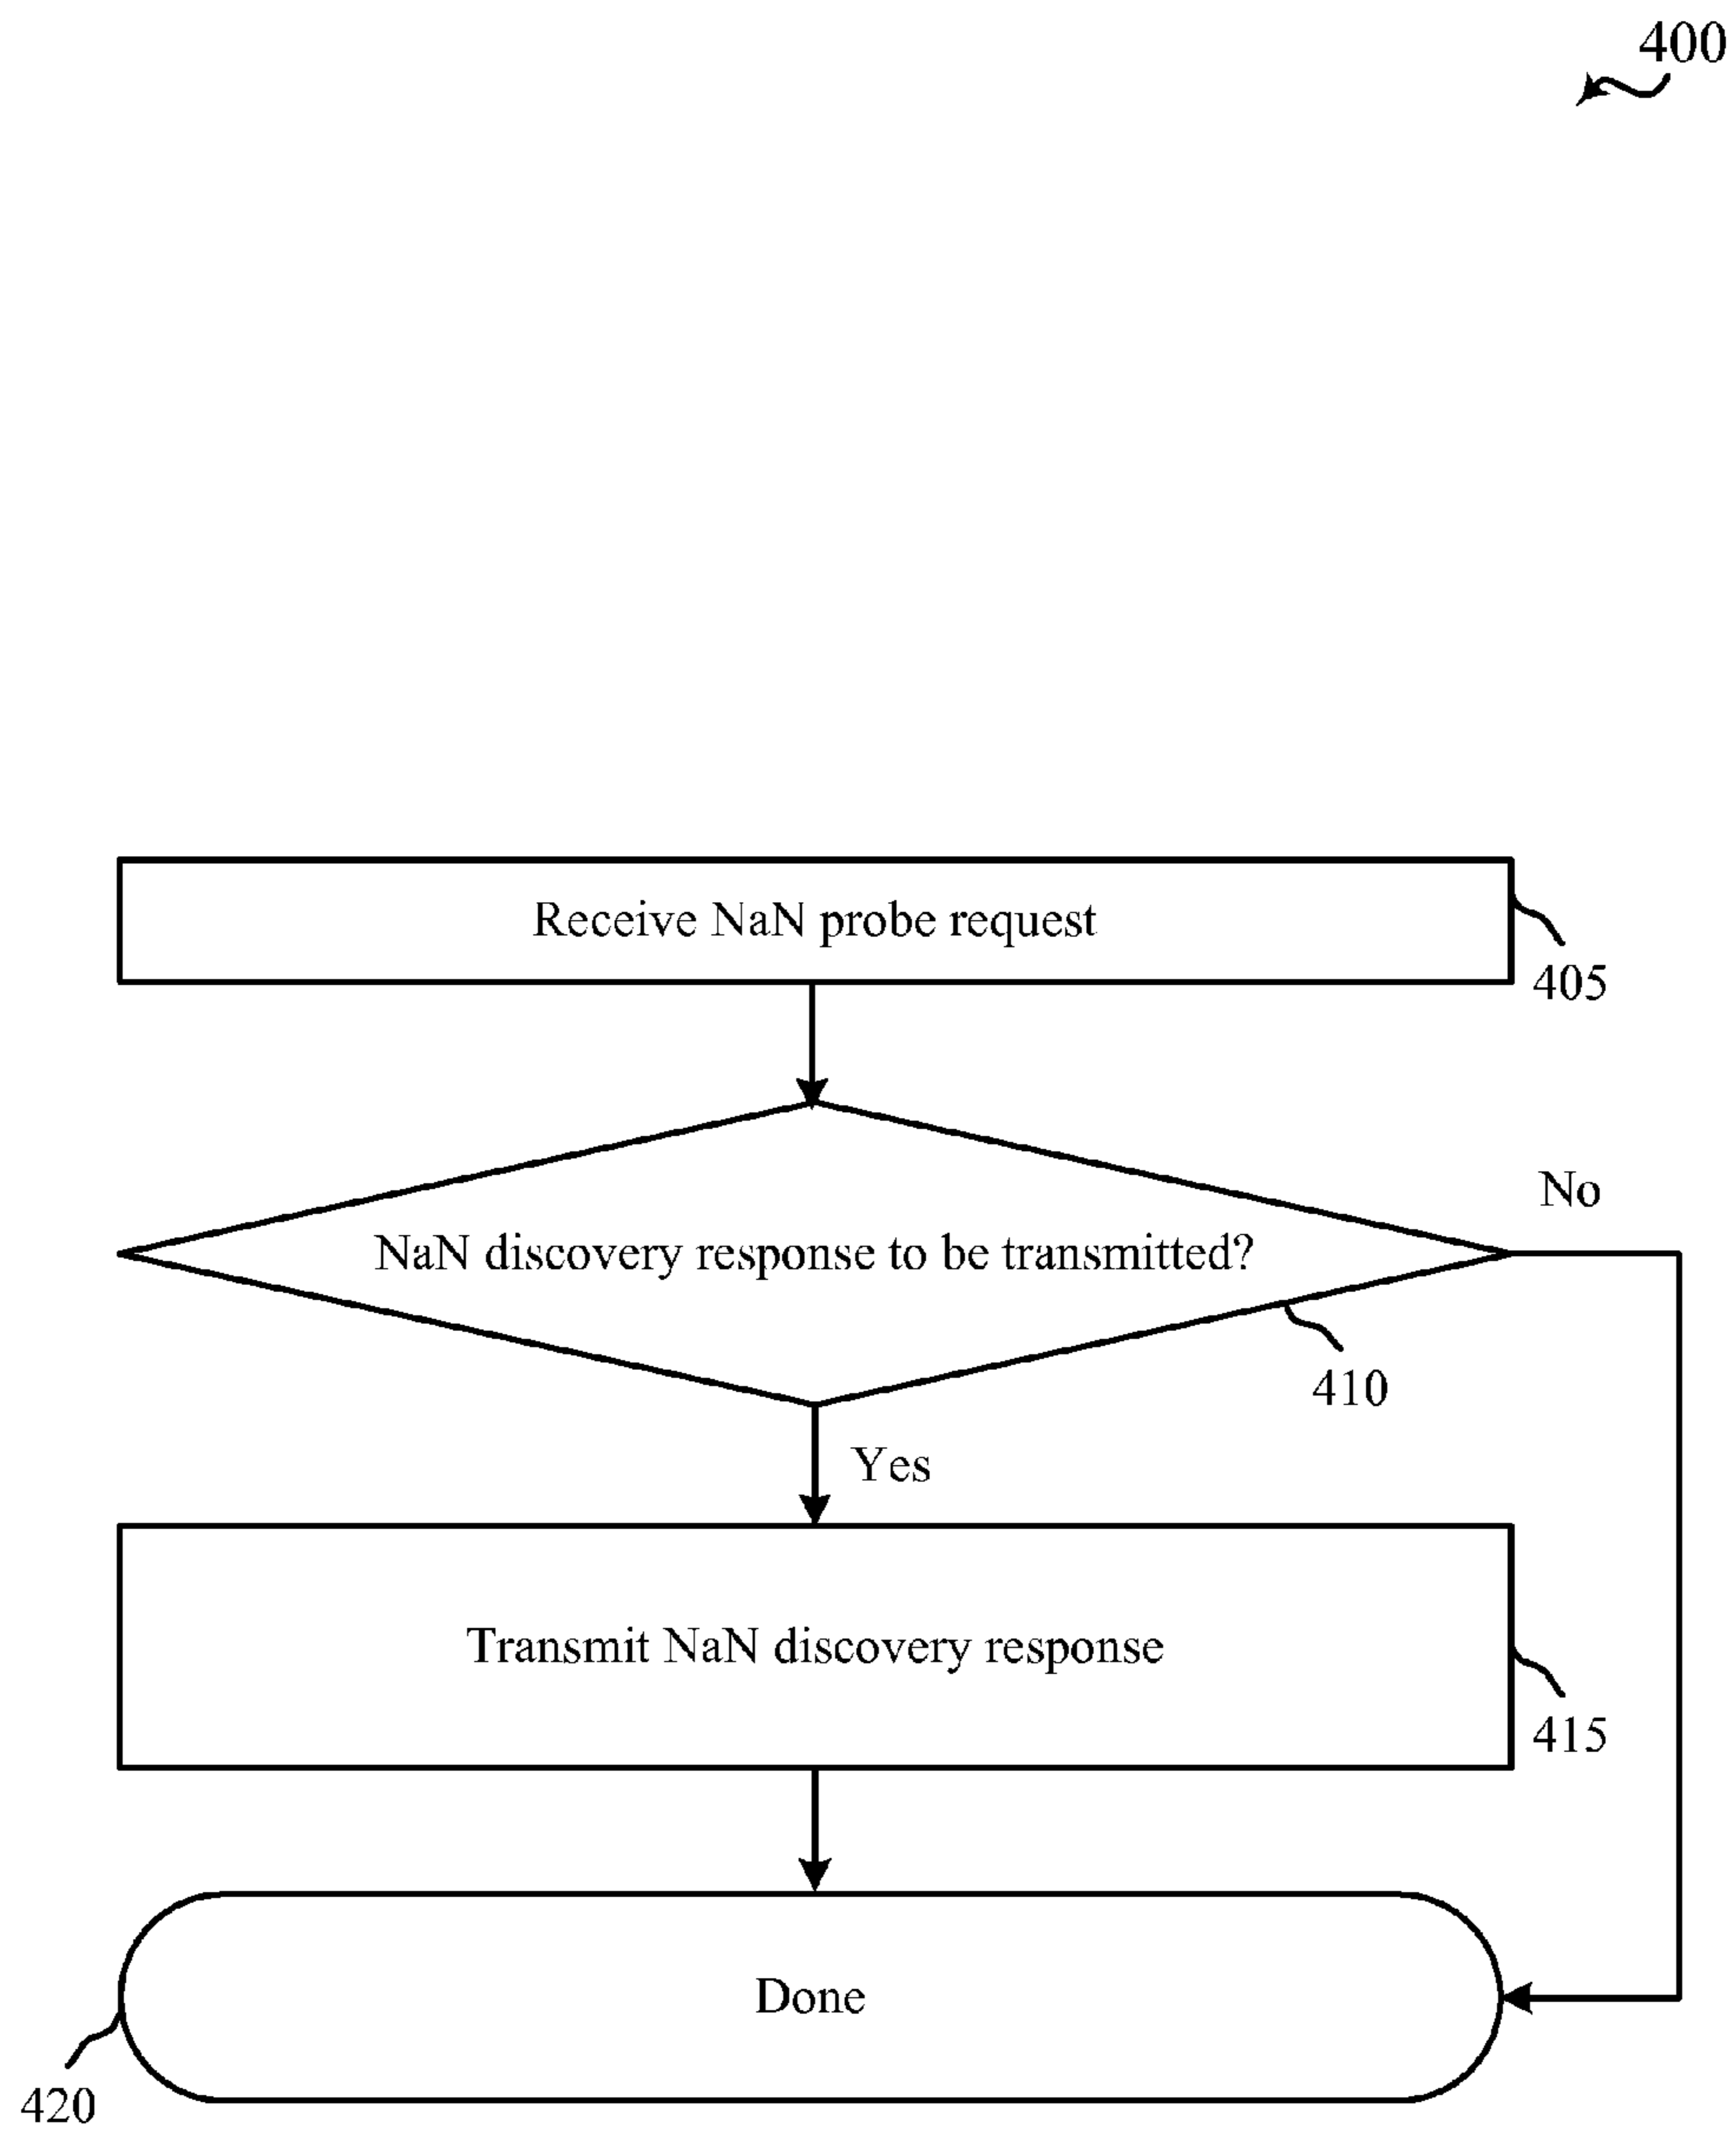 400
Receive NaN probe request
405
No
NaN discovery response to be transmitted?
410
Yes
Transmit NaN discovery response
415
Done
420